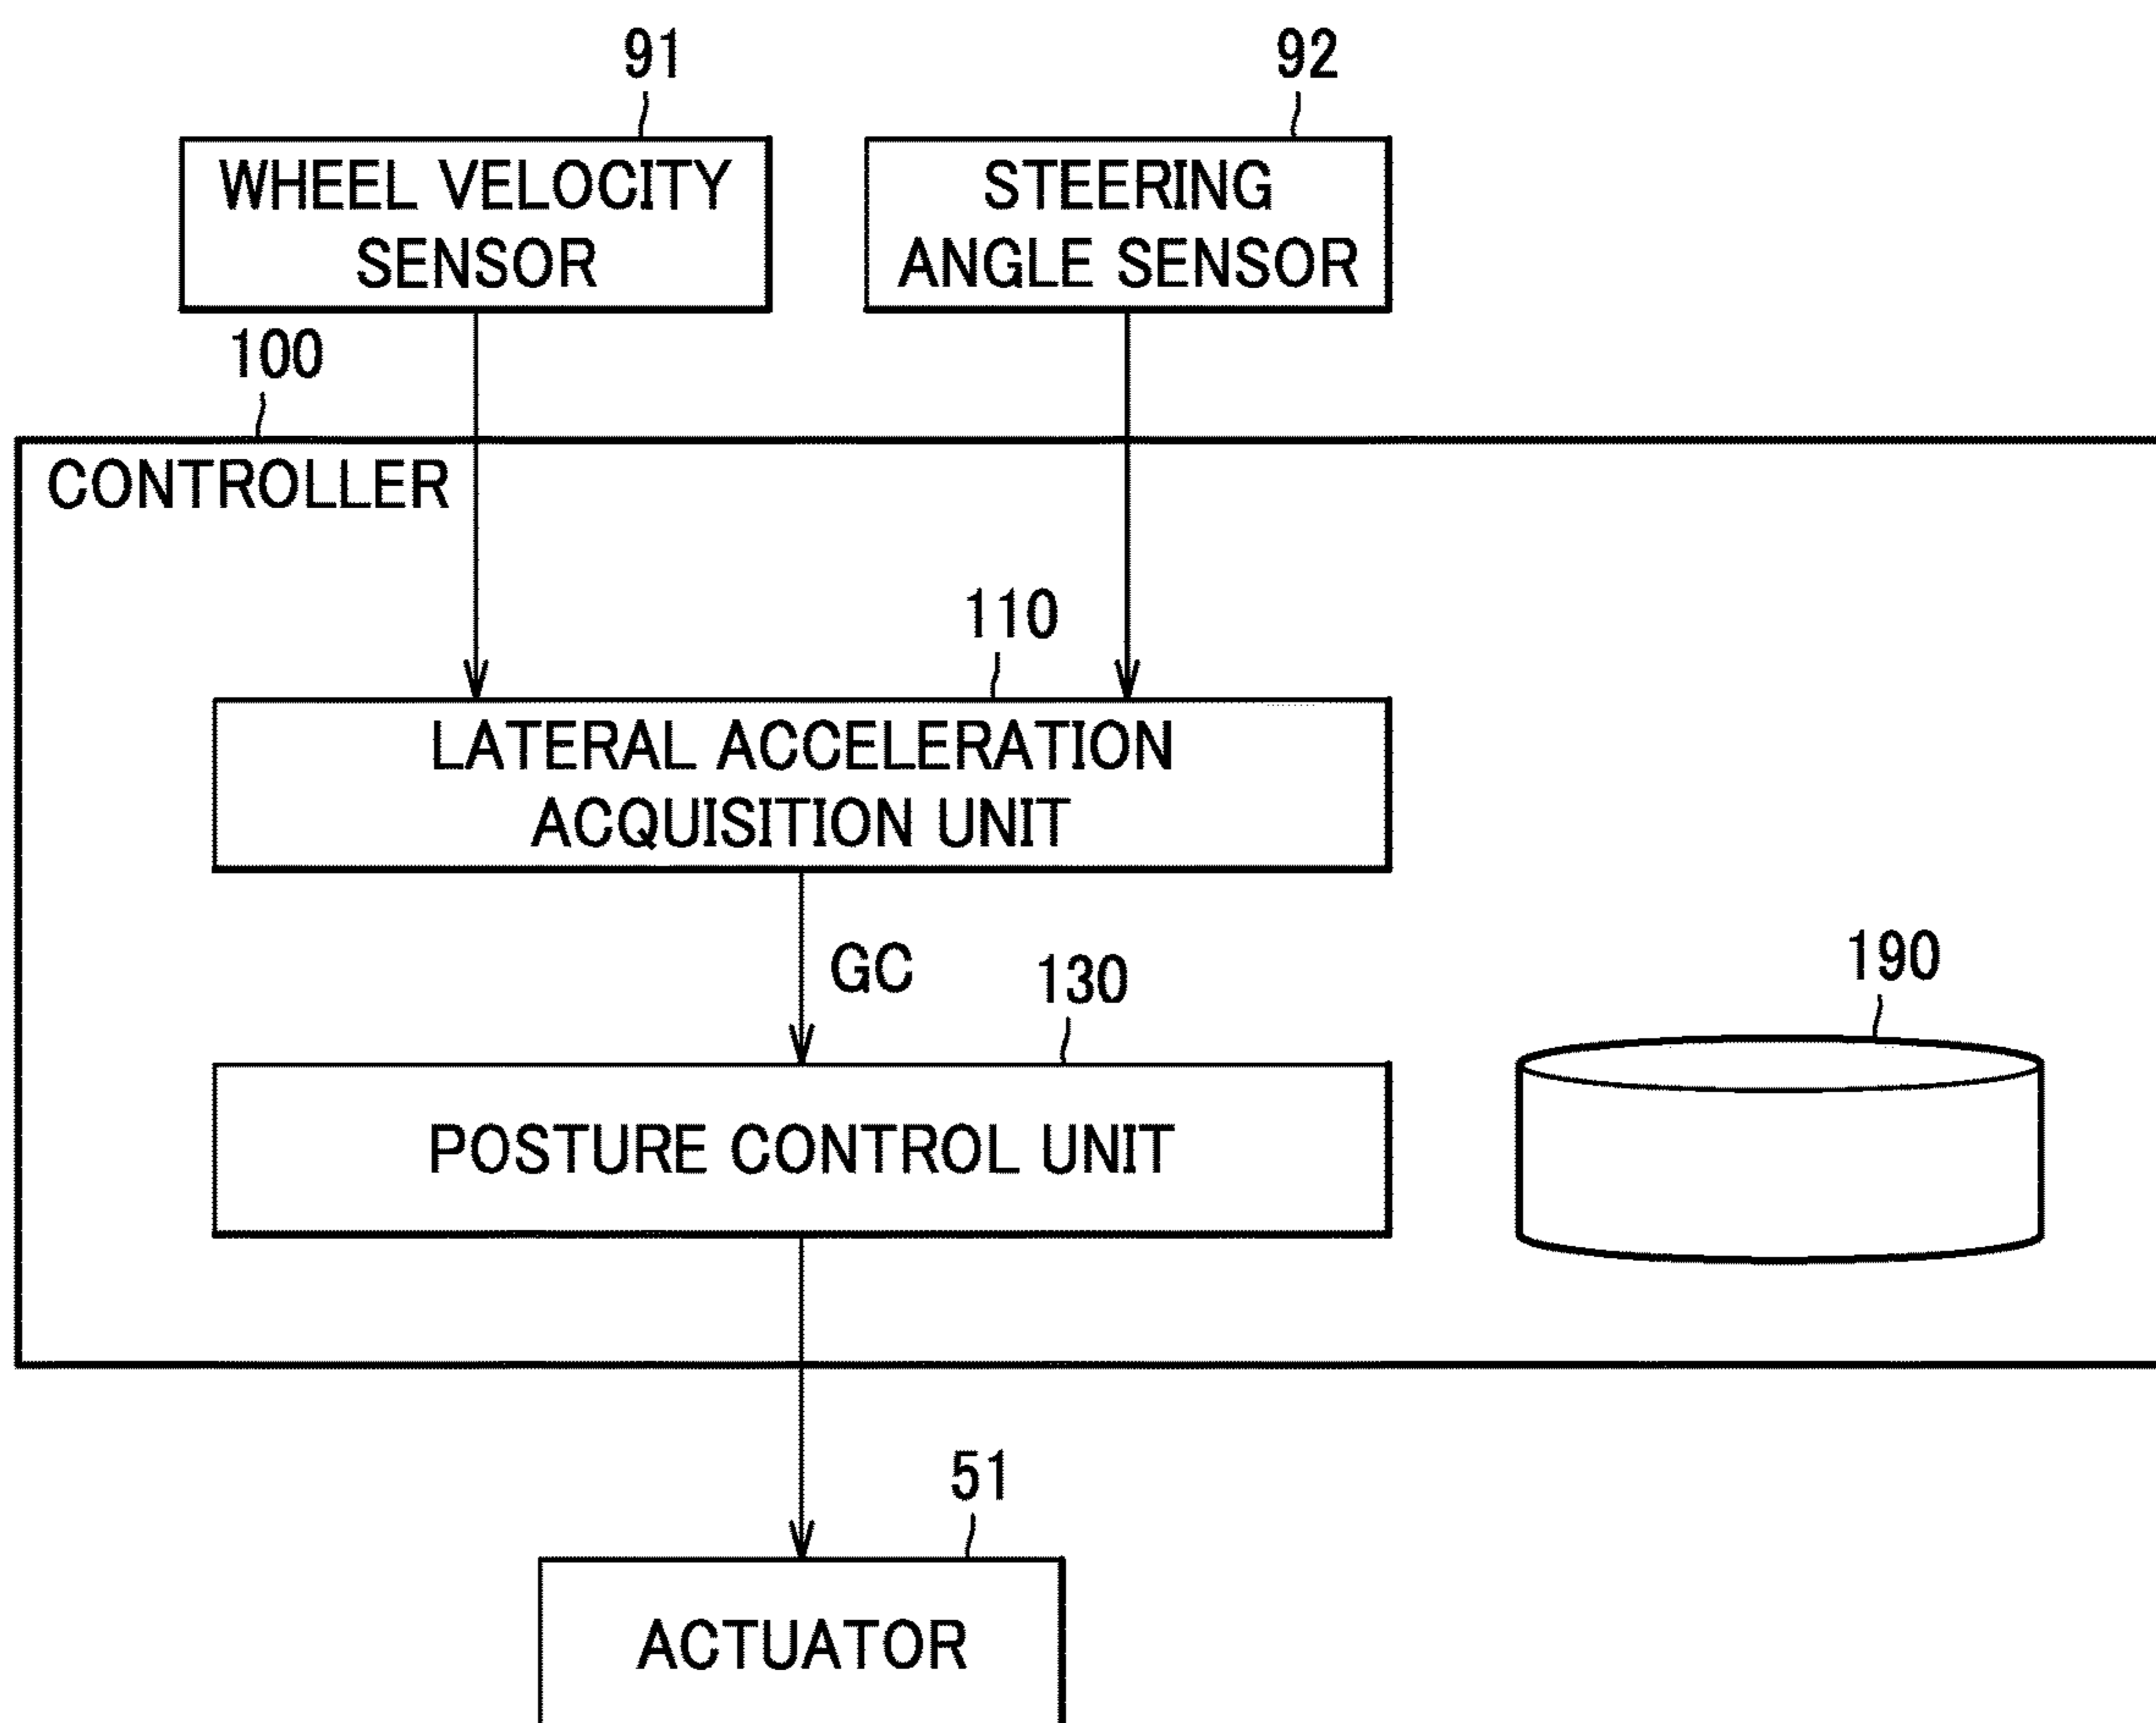 91
92
WHEEL VELOCITY
SENSOR
STEERING
ANGLE SENSOR
100
CONTROLLER
110
LATERAL ACCELERATION
ACQUISITION UNIT
GC
130
190
POSTURE CONTROL UNIT
51
ACTUATOR